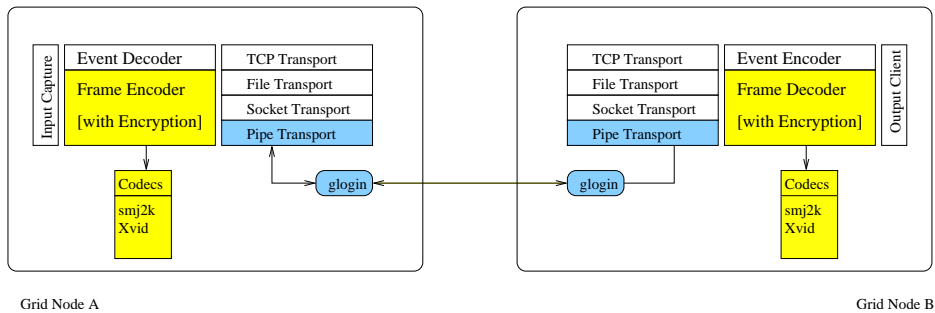 Input Capture
Event Decoder
Frame Encoder
[with Encryption]
TCP Transport
File Transport
Socket Transport
Pipe Transport
Codecs
smj2k
Xvid
glogin
TCP Transport
File Transport
Socket Transport
Pipe Transport
Event Encoder
Frame Decoder
[with Encryption]
Output Client
glogin
Codecs
smj2k
Xvid
Grid Node A
Grid Node B